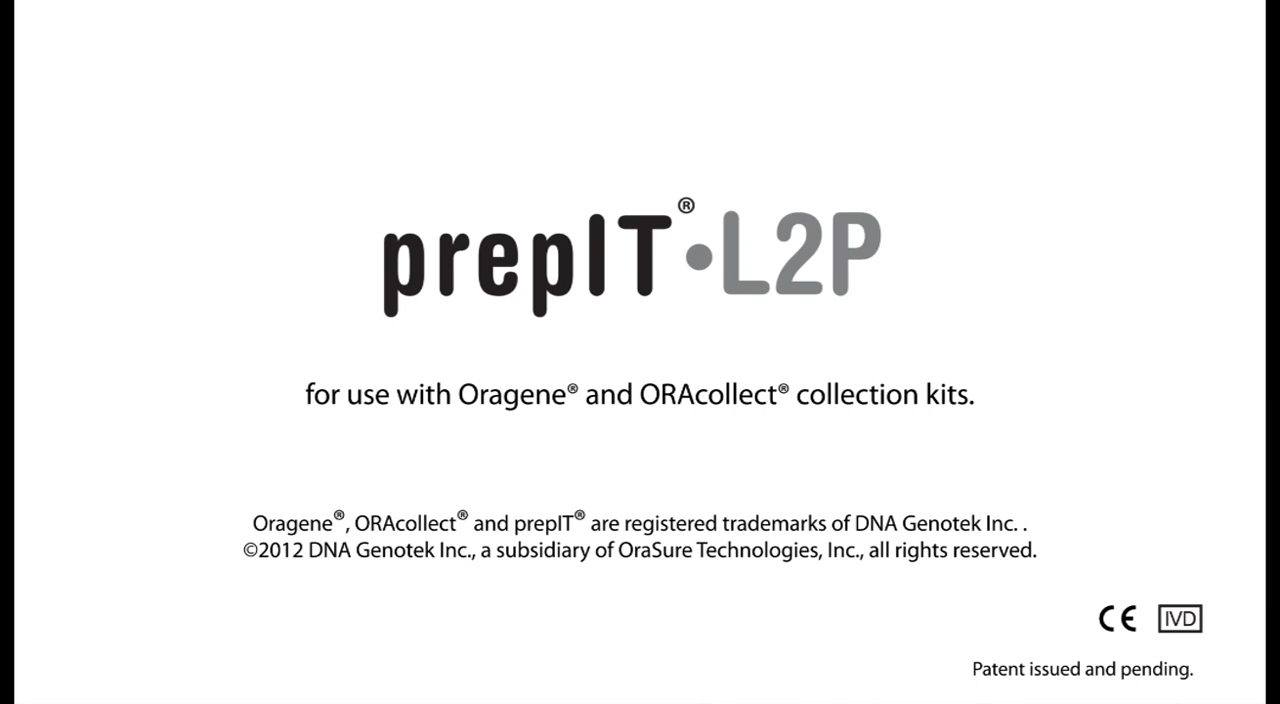 prepIT®•L2P
for use with Oragene® and ORAcollect® collection kits.
Oragene®, ORAcollect® and prepIT® are registered trademarks of DNA Genotek Inc. .
©2012 DNA Genotek Inc., a subsidiary of OraSure Technologies, Inc., all rights reserved.
CE IVD
Patent issued and pending.